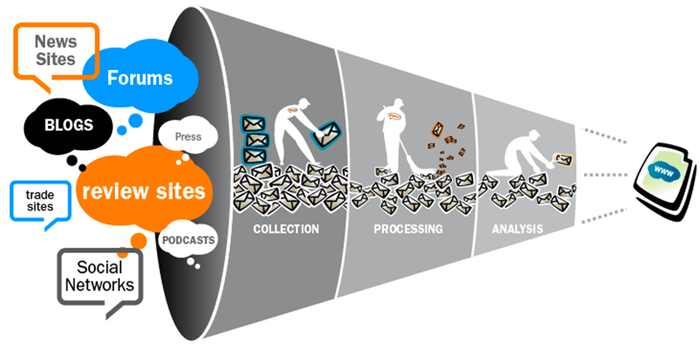 News
Sites
Forums
BLOGS
Press
review sites
trade
sites
PODCASTS
Social
Networks
COLLECTION
PROCESSING
ANALYSIS
www